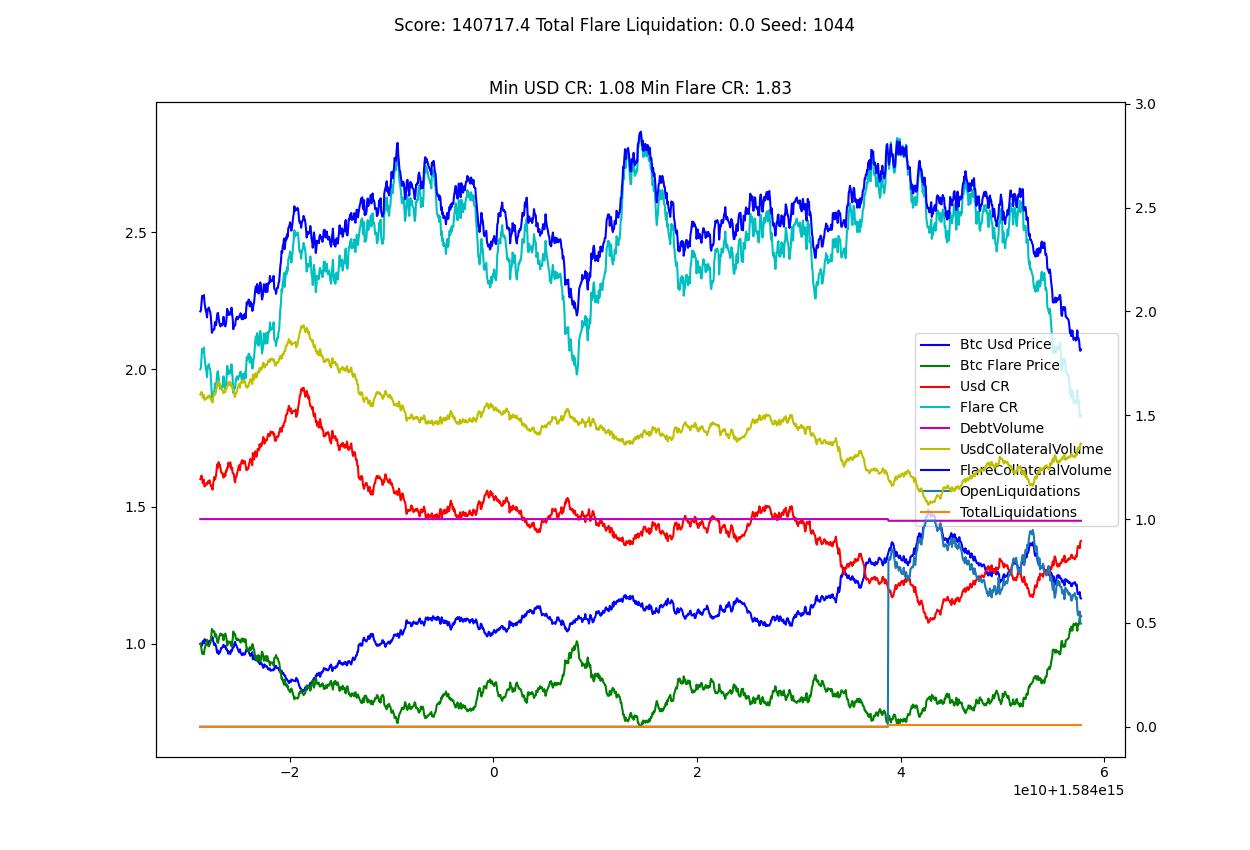 Score: 140717.4 Total Flare Liquidation: 0.0 Seed: 1044
Min USD CR: 1.08 Min Flare CR: 1.83
3.0
2.5
2.5
2.0
2.0
1.5
1.5
1.0
1.0
0.5
0.0
Btc Usd Price
Btc Flare Price
Usd CR
Flare CR
DebtVolume
UsdCollateralVolume
FlareCollateralVolume
OpenLiquidations
TotalLiquidations
−2 0 2 4 6
1e10+1.584e15